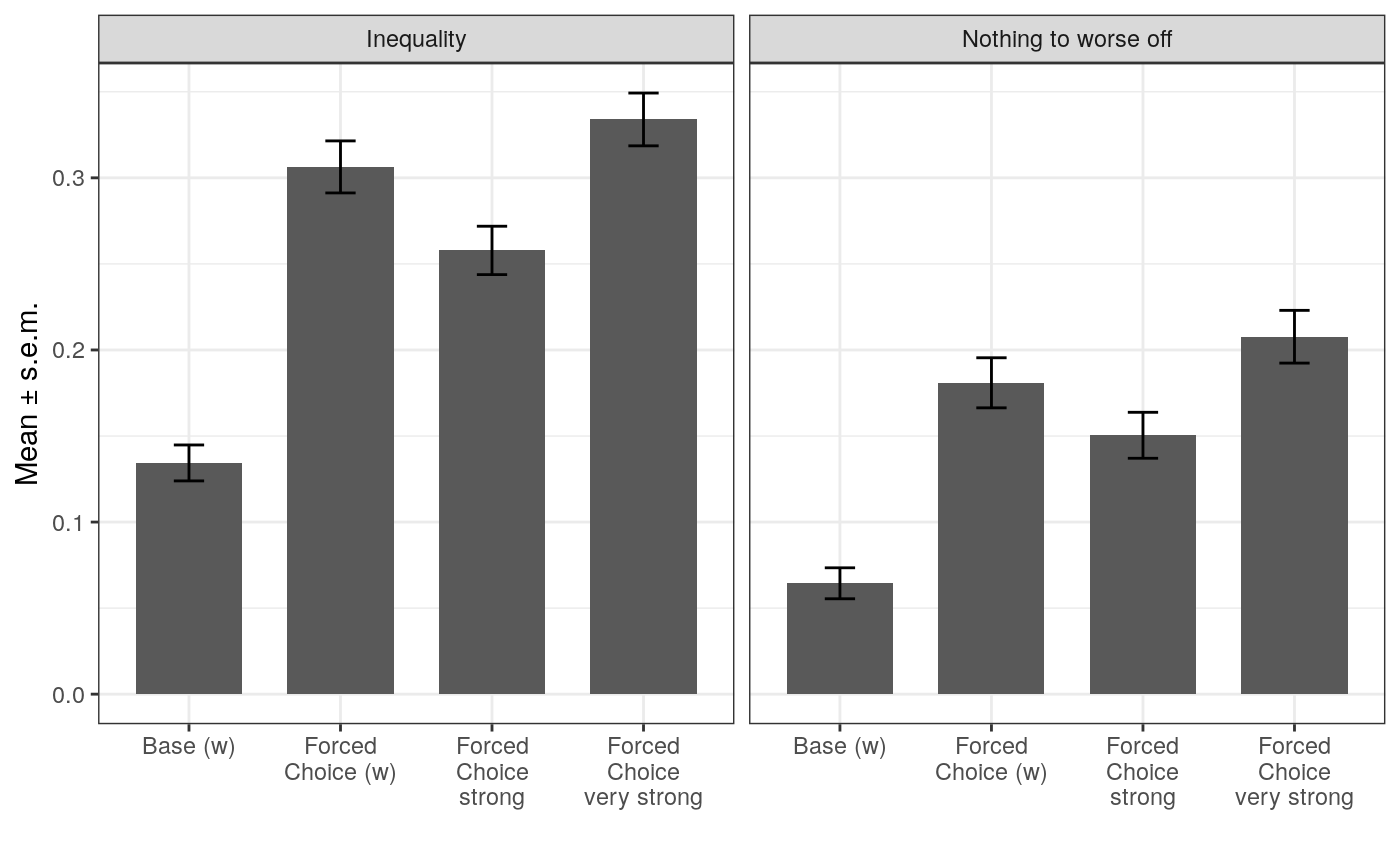 Inequality
Nothing to worse off
Mean ± s.e.m.
0.3
0.2
0.1
0.0
Base (w)
Forced
Choice (w)
Forced
Choice
strong
Forced
Choice
very strong
Base (w)
Forced
Choice (w)
Forced
Choice
strong
Forced
Choice
very strong